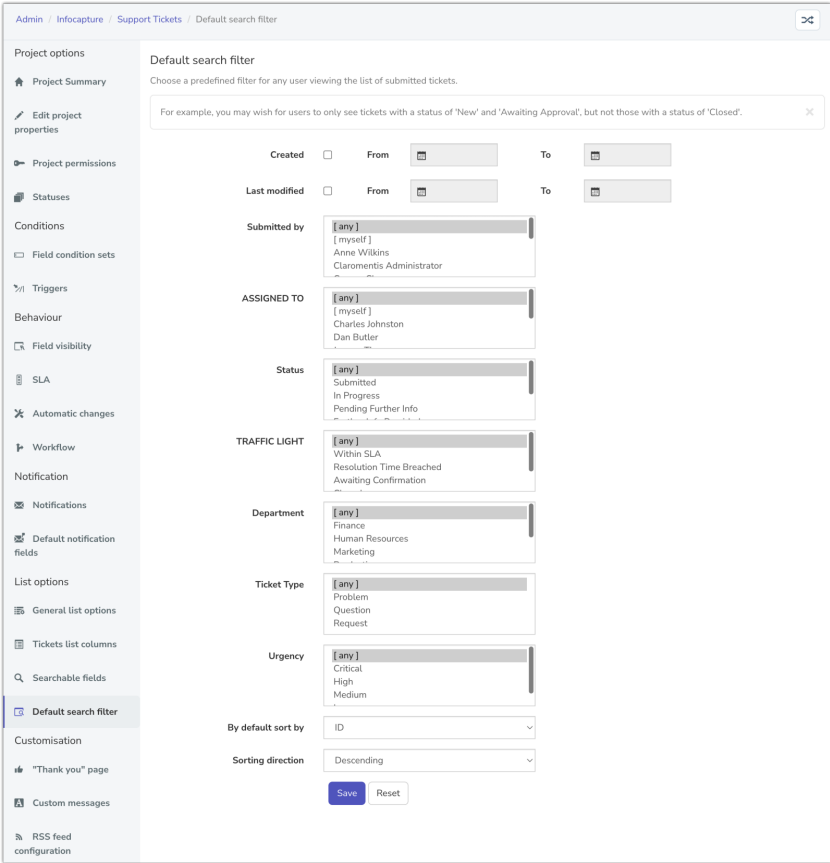 Admin / Infocapture / Support Tickets / Default search filter
Project options
Project Summary
Edit project
properties
Project permissions
Statuses
Conditions
Field condition sets
Triggers
Behaviour
Field visibility
SLA
Automatic changes
Workflow
Notification
Notifications
Default notification
fields
List options
General list options
Tickets list columns
Searchable fields
Default search filter
Customisation
"Thank you" page
Custom messages
RSS feed
configuration
Default search filter
Choose a predefined filter for any user viewing the list of submitted tickets.
For example, you may wish for users to only see tickets with a status of 'New' and 'Awaiting Approval', but not those with a status of 'Closed'.
Created From To
Last modified From To
Submitted by
[ any ]
[ myself ]
Anne Wilkins
Claromentis Administrator
ASSIGNED TO
[ any ]
[ myself ]
Charles Johnston
Dan Butler
Status
[ any ]
Submitted
In Progress
Pending Further Info
TRAFFIC LIGHT
[ any ]
Within SLA
Resolution Time Breached
Awaiting Confirmation
Department
[ any ]
Finance
Human Resources
Marketing
Ticket Type
[ any ]
Problem
Question
Request
Urgency
[ any ]
Critical
High
Medium
By default sort by ID
Sorting direction Descending
Save Reset